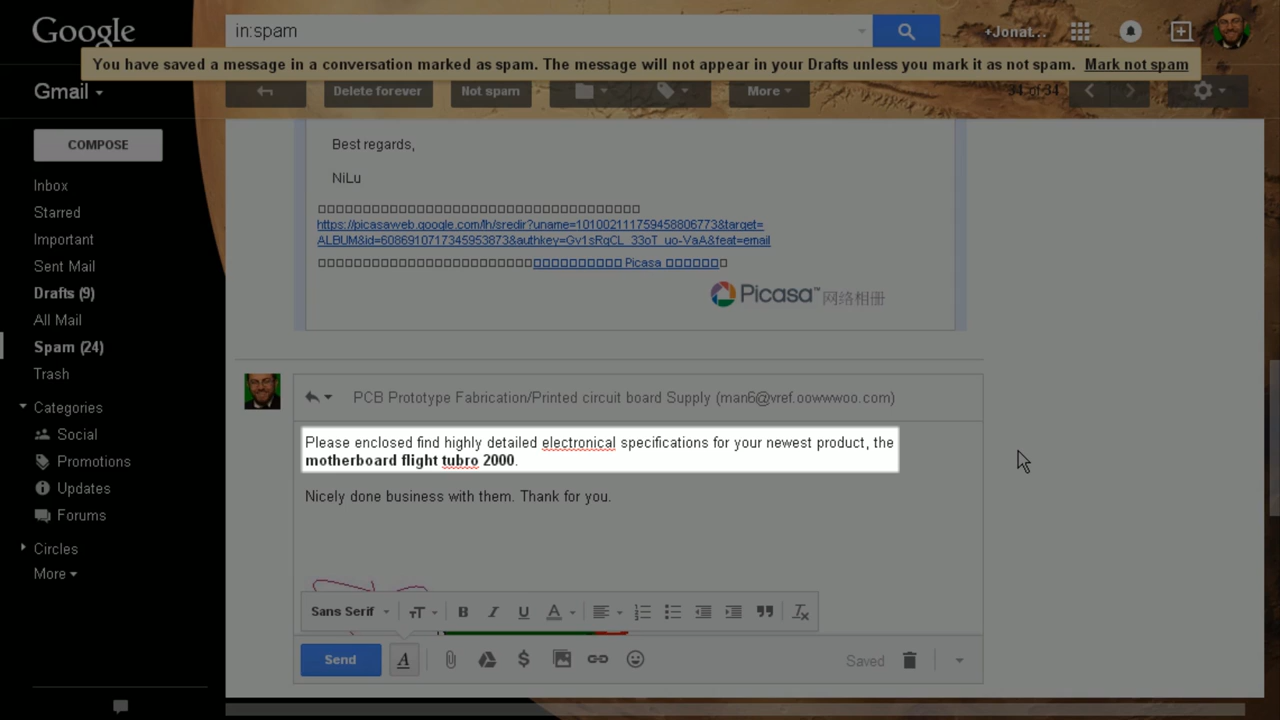 Google
in:spam
+Jonat...
You have saved a message in a conversation marked as spam. The message will not appear in your Drafts unless you mark it as not spam. Mark not spam
Gmail
Delete forever
Not spam
More
34 of 34
COMPOSE
Inbox
Starred
Important
Sent Mail
Drafts (9)
All Mail
Spam (24)
Trash
Categories
Social
Promotions
Updates
Forums
Circles
More
Best regards,
NiLu
https://picasaweb.google.com/lh/sredir?uname=101002111759458806773&target=
ALBUM&id=6086910717345953873&authkey=Gv1sRgCL_33oT_uo-VaA&feat=email
Picasa
Picasa™ 网络相册
PCB Prototype Fabrication/Printed circuit board Supply (man6@vref.oowwwoo.com)
Please enclosed find highly detailed electronical specifications for your newest product, the
motherboard flight tubro 2000.
Nicely done business with them. Thank for you.
Sans Serif
Send
Saved